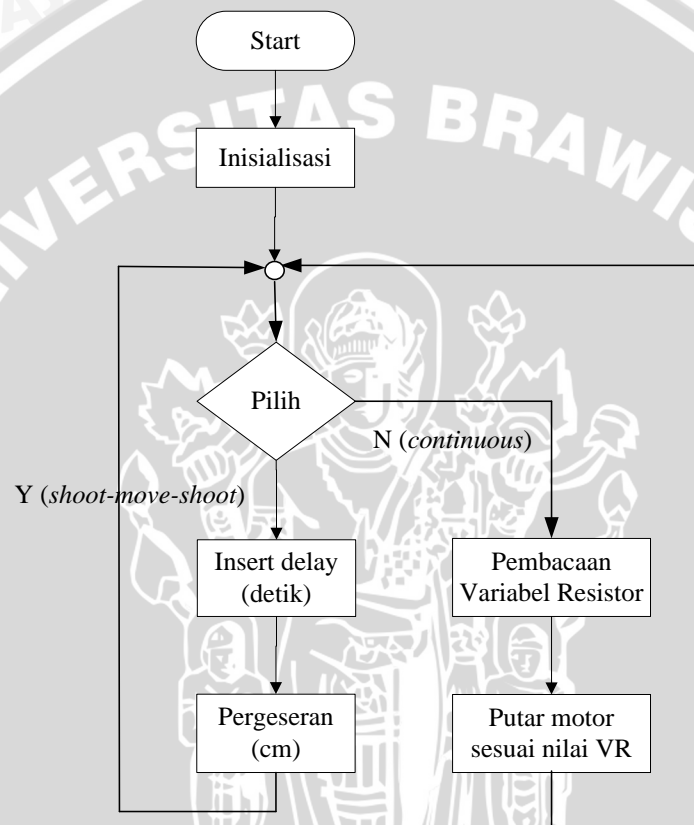 UNIVERSITAS BRAWIJ
Start
Inisialisasi
Pilih
N (continuous)
Y (shoot-move-shoot)
Insert delay
(detik)
Pembacaan
Variabel Resistor
Pergeseran
(cm)
Putar motor
sesuai nilai VR